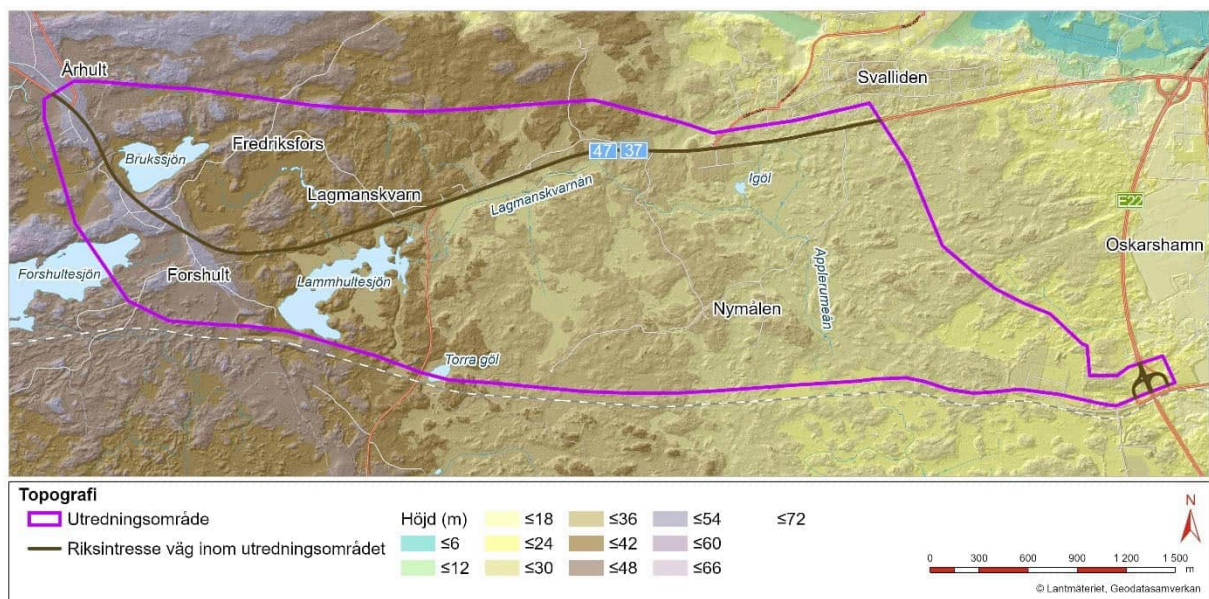 Århult
Svalliden
Brukssjön
Fredriksfors
47 37
Lagmanskvarn
Lagmanskvarnån
Igöl
E22
Oskarshamn
Forshultesjön
Forshult
Lammhultesjön
Applerumeån
Nymålen
Torra göl
Topografi
Utredningsområde
Riksintresse väg inom utredningsområdet
Höjd (m)
≤6
≤12
≤18
≤24
≤30
≤36
≤42
≤48
≤54
≤60
≤66
≤72
N
0 300 600 900 1 200 1 500
m
© Lantmäteriet, Geodatasamverkan